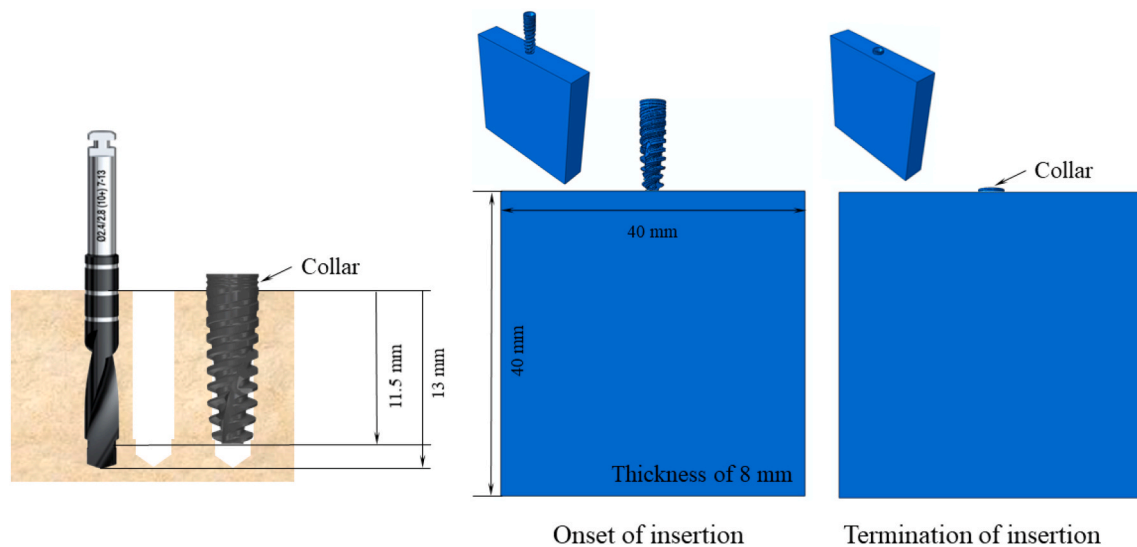 Ø2.4/2.8 (10+) 7-13
Collar
11.5 mm
13 mm
40 mm
40 mm
Thickness of 8 mm
Onset of insertion
Collar
Termination of insertion